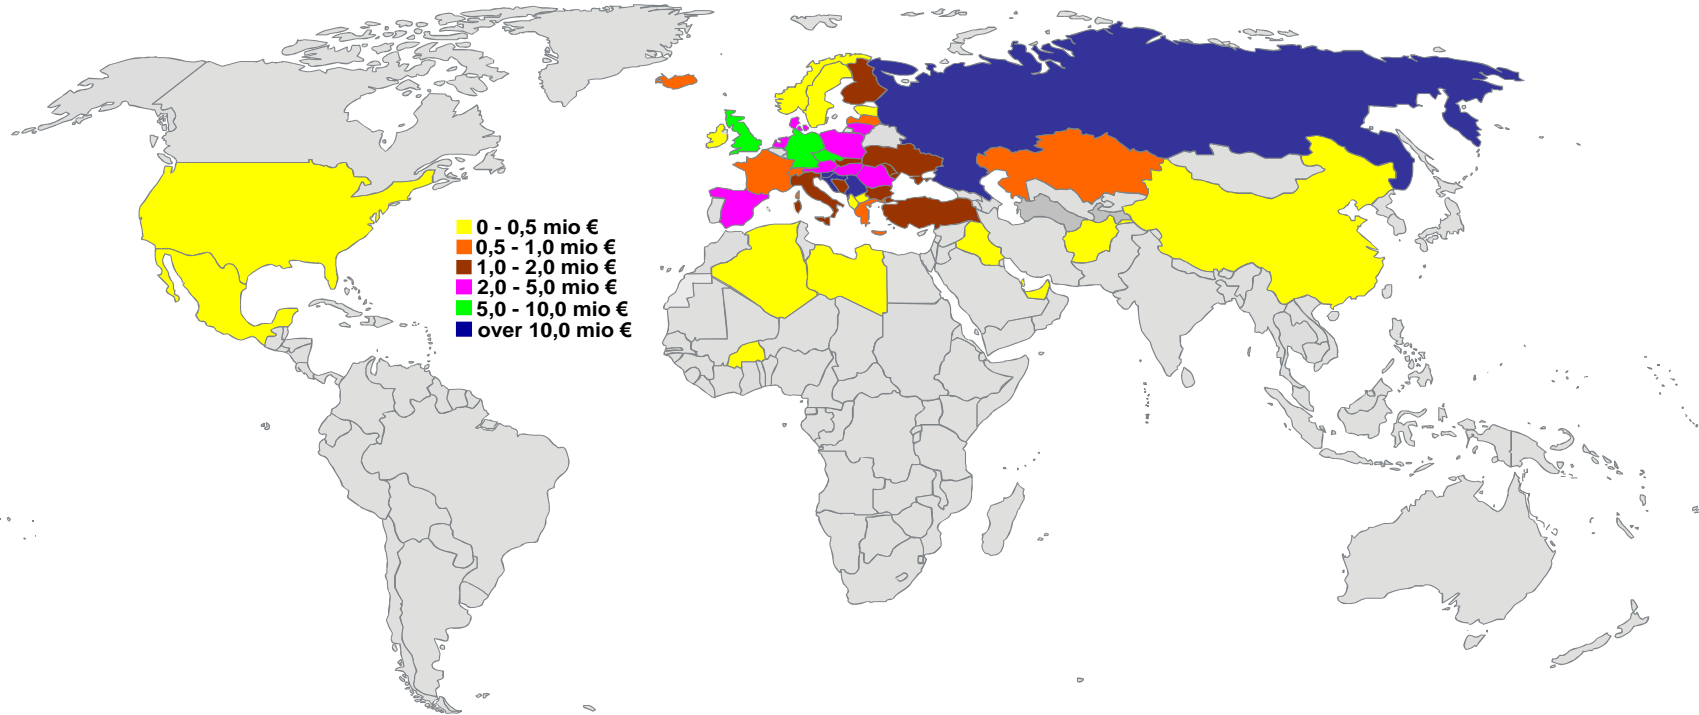 0 - 0,5 mio €
0,5 - 1,0 mio €
1,0 - 2,0 mio €
2,0 - 5,0 mio €
5,0 - 10,0 mio €
over 10,0 mio €